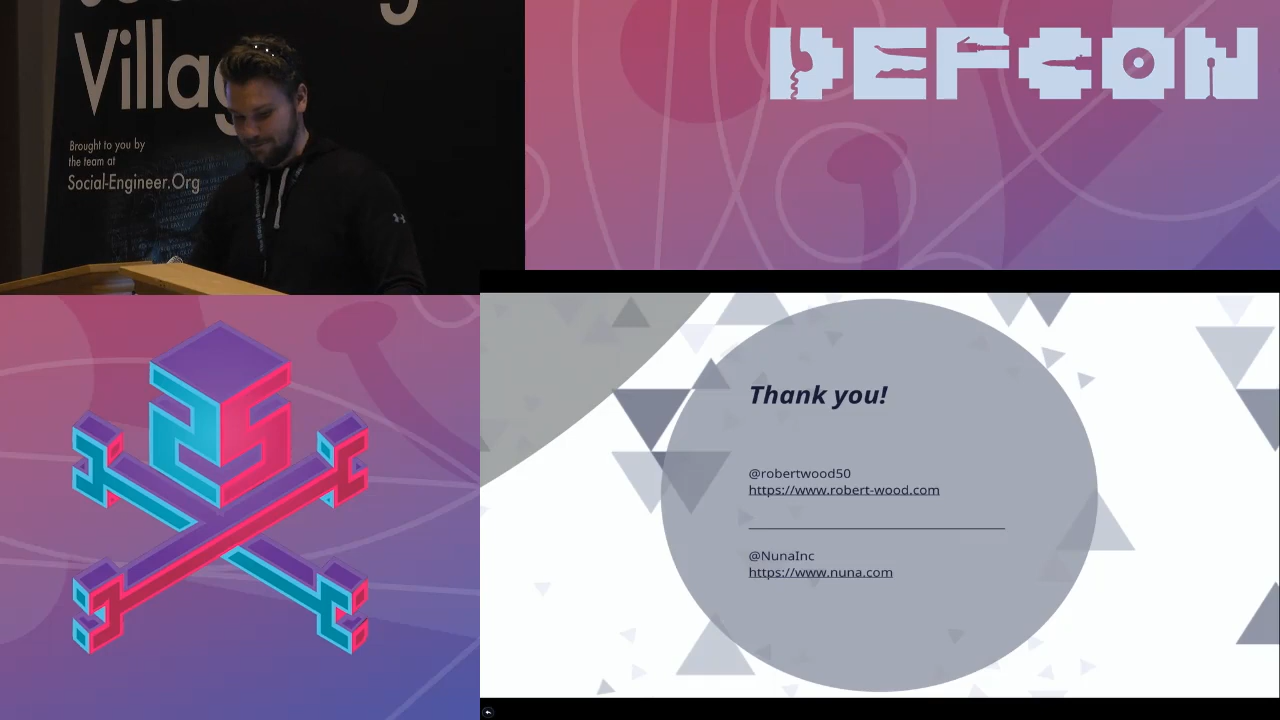 Village
Brought to you by
the team at
Social-Engineer.Org
DEFCON
Thank you!
@robertwood50
https://www.robert-wood.com
@NunaInc
https://www.nuna.com